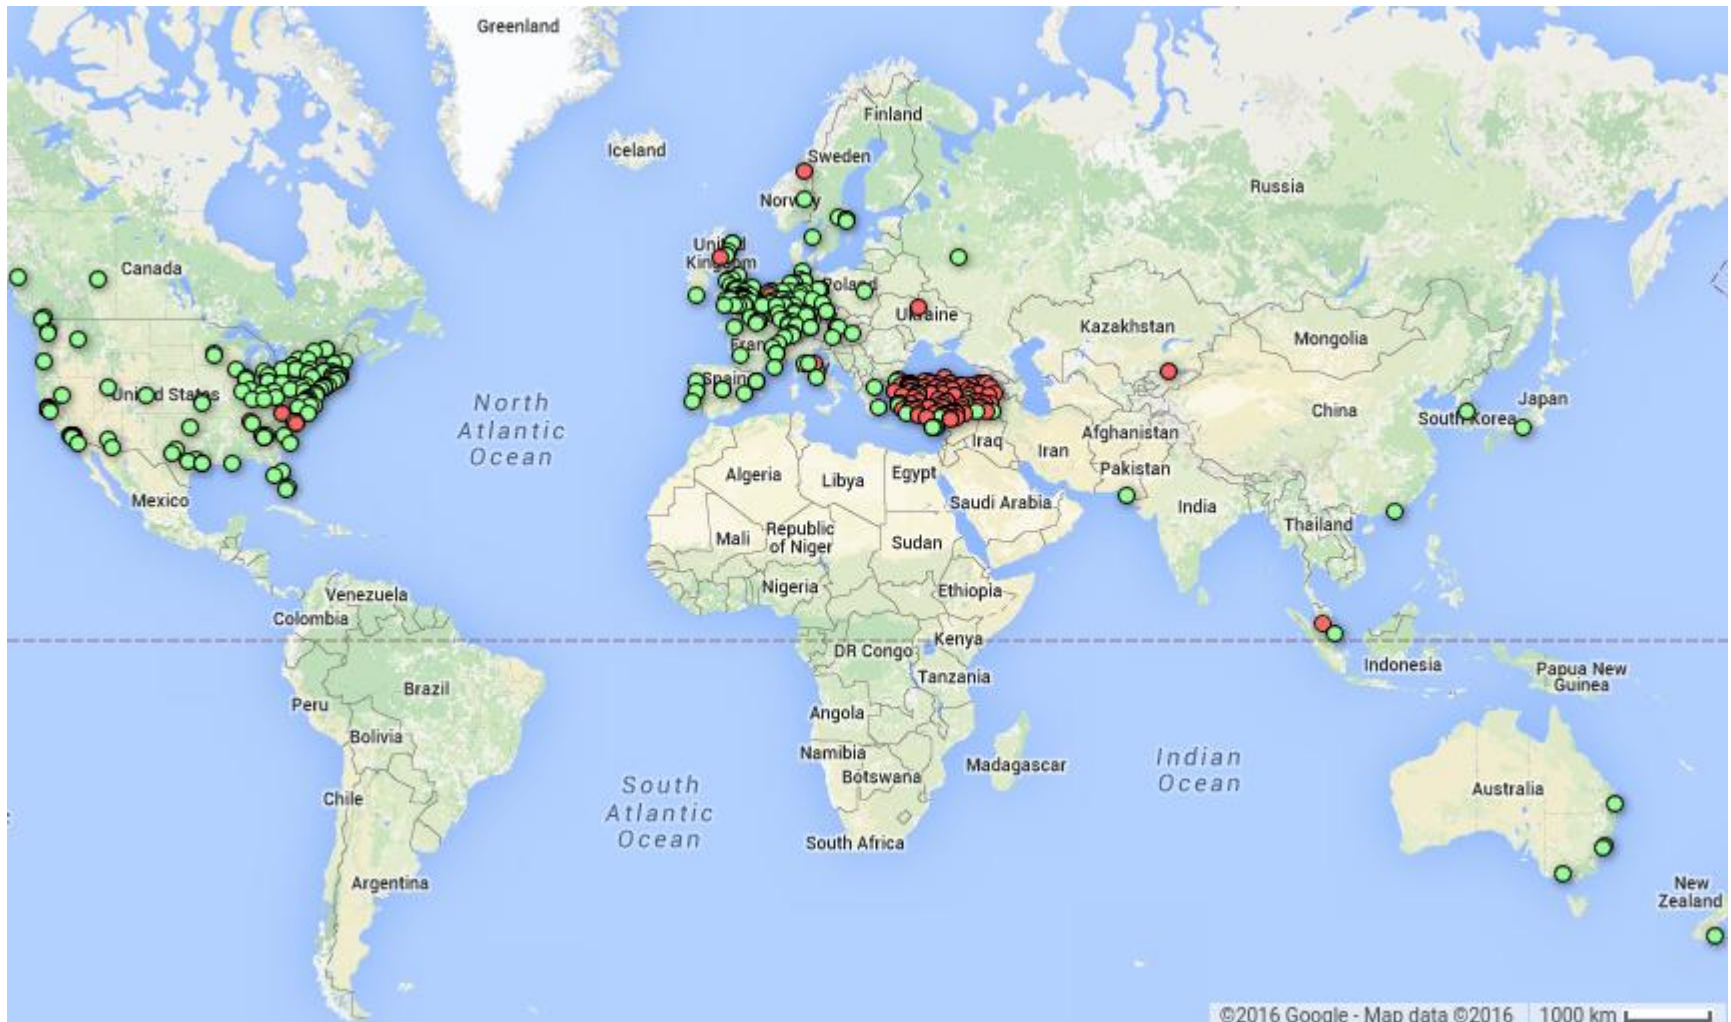 Greenland
Finland
Iceland
Sweden
Russia
Norway
United
Kingdom
Canada
Poland
Ukraine
Kazakhstan
Mongolia
United States
Spain
Japan
China
South Korea
North
Atlantic
Ocean
Iraq
Iran
Afghanistan
Algeria
Libya
Egypt
Pakistan
Mexico
Saudi Arabia
India
Thailand
Mali
Republic
of Niger
Sudan
Nigeria
Ethiopia
Venezuela
Colombia
Kenya
DR Congo
Indonesia
Papua New
Guinea
Tanzania
Brazil
Peru
Angola
Bolivia
Namibia
Botswana
Madagascar
Indian
Ocean
South
Atlantic
Ocean
Chile
Australia
South Africa
Argentina
New
Zealand
©2016 Google - Map data ©2016
1000 km